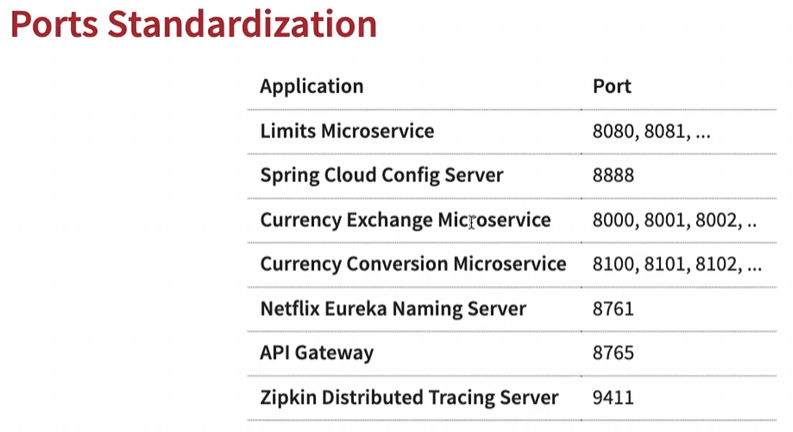 Ports Standardization
Application Port
Limits Microservice 8080, 8081, ...
Spring Cloud Config Server 8888
Currency Exchange Microservice 8000, 8001, 8002, ..
Currency Conversion Microservice 8100, 8101, 8102, ...
Netflix Eureka Naming Server 8761
API Gateway 8765
Zipkin Distributed Tracing Server 9411